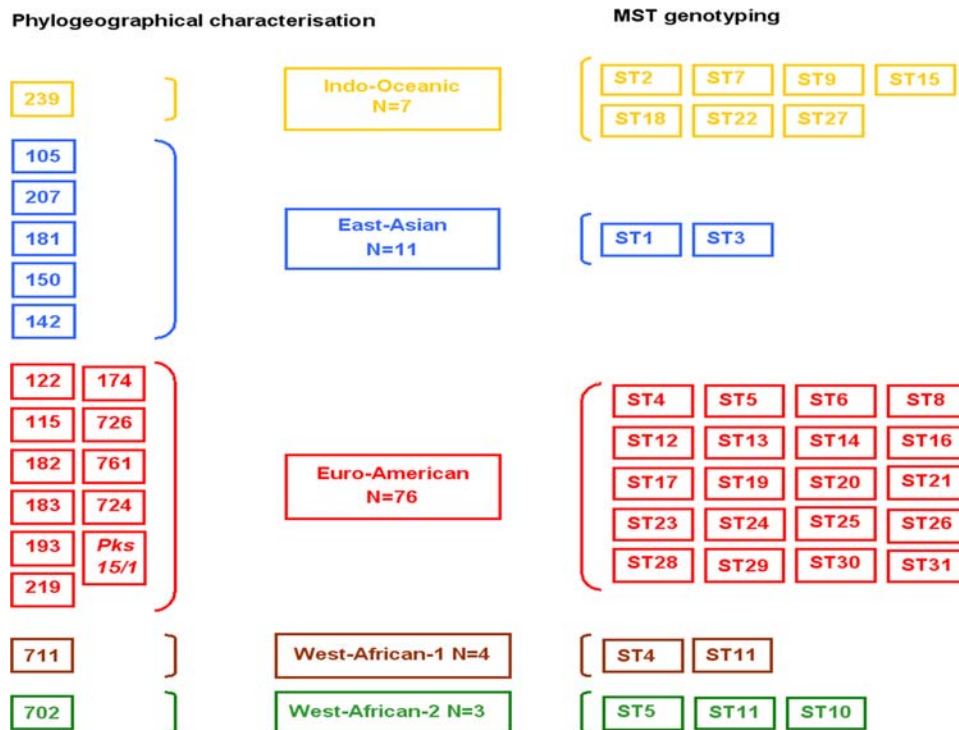 Phylogeographical characterisation
MST genotyping
239
Indo-Oceanic
N=7
ST2 ST7 ST9 ST15
ST18 ST22 ST27
105
207
181
150
142
East-Asian
N=11
ST1 ST3
122 174
115 726
182 761
183 724
193 Pks
15/1
219
Euro-American
N=76
ST4 ST5 ST6 ST8
ST12 ST13 ST14 ST16
ST17 ST19 ST20 ST21
ST23 ST24 ST25 ST26
ST28 ST29 ST30 ST31
711
West-African-1 N=4
ST4 ST11
702
West-African-2 N=3
ST5 ST11 ST10